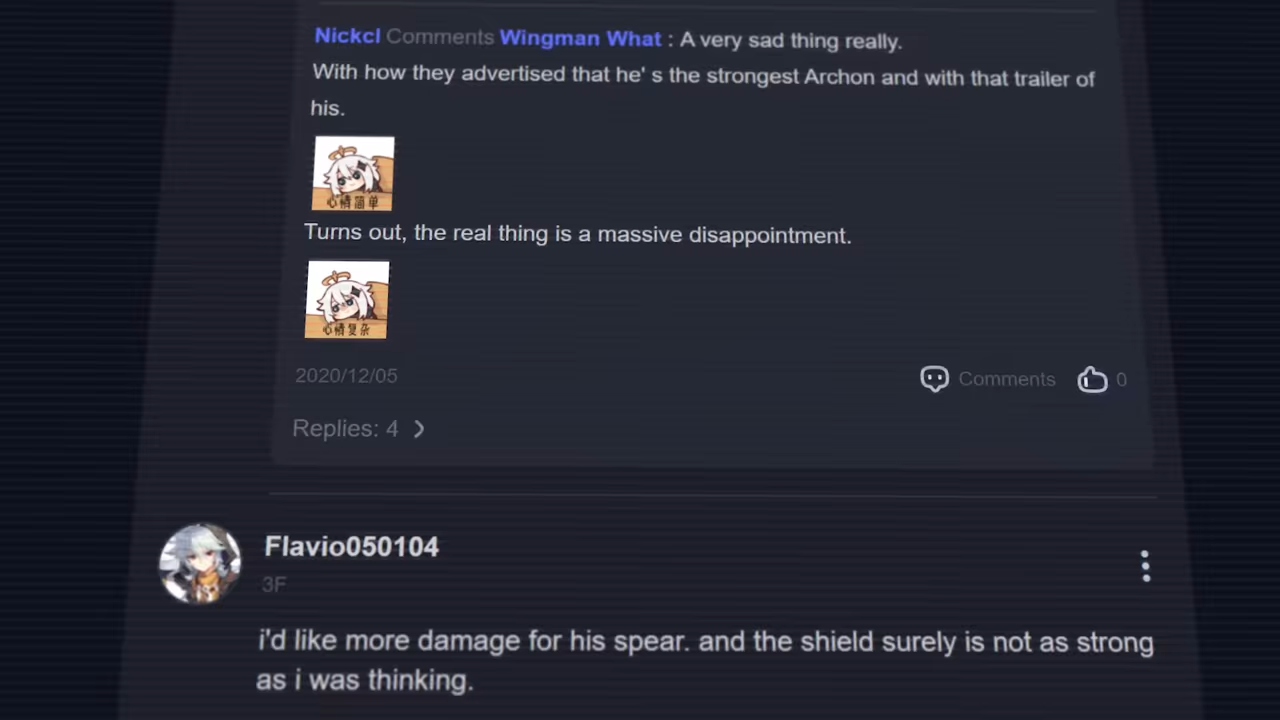 Nickcl Comments Wingman What : A very sad thing really.
With how they advertised that he' s the strongest Archon and with that trailer of
his.
心情简单
Turns out, the real thing is a massive disappointment.
心情复杂
2020/12/05
Comments 0
Replies: 4
Flavio050104
3F
i'd like more damage for his spear. and the shield surely is not as strong
as i was thinking.